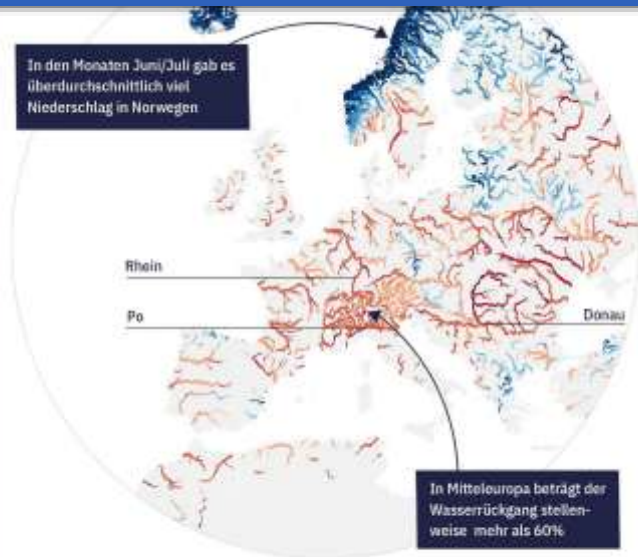 In den Monaten Juni/Juli gab es
überdurchschnittlich viel
Niederschlag in Norwegen
Rhein
Po
Donau
In Mitteleuropa beträgt der
Wasserrückgang stellen-
weise mehr als 60%